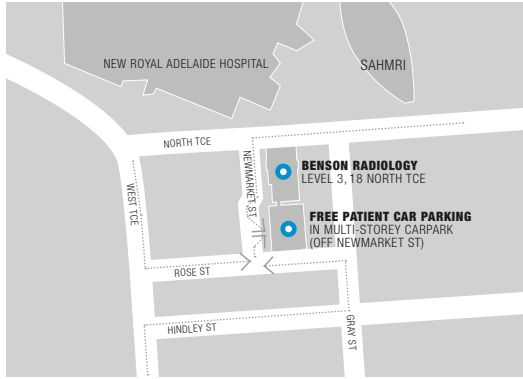 NEW ROYAL ADELAIDE HOSPITAL
SAHMRI
NORTH TCE
NEWMARKET ST
BENSON RADIOLOGY
LEVEL 3, 18 NORTH TCE
WEST TCE
FREE PATIENT CAR PARKING
IN MULTI-STOREY CARPARK
(OFF NEWMARKET ST)
ROSE ST
HINDLEY ST
GRAY ST